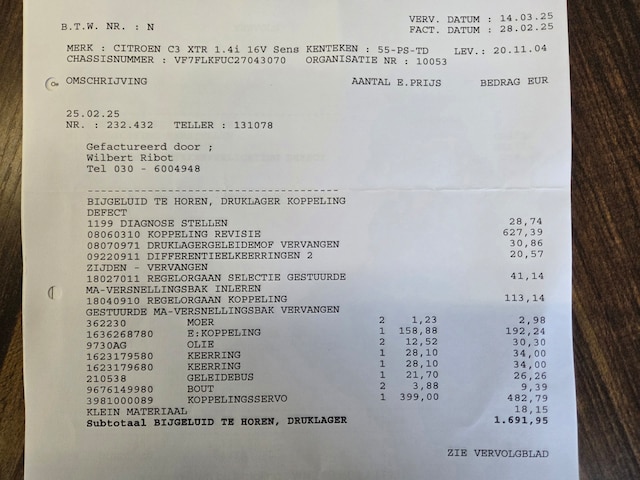 VERV. DATUM : 14.03.25
B.T.W. NR. : N FACT. DATUM : 28.02.25
MERK : CITROEN C3 XTR 1.4i 16V Sens KENTEKEN : 55-PS-TD LEV.: 20.11.04
CHASSISNUMMER : VF7FLKFUC27043070 ORGANISATIE NR : 10053
OMSCHRIJVING AANTAL E.PRIJS BEDRAG EUR
25.02.25
NR. : 232.432 TELLER : 131078
Gefactureerd door ;
Wilbert Ribot
Tel 030 - 6004948
----------------------------------------
BIJGELUID TE HOREN, DRUKLAGER KOPPELING
DEFECT
1199 DIAGNOSE STELLEN 28,74
08060310 KOPPELING REVISIE 627,39
08070971 DRUKLAGERGELEIDEMOF VERVANGEN 30,86
09220911 DIFFERENTIEELKEERRINGEN 2 20,57
ZIJDEN - VERVANGEN
18027011 REGELORGAAN SELECTIE GESTUURDE 41,14
MA-VERSNELLINGSBAK INLEREN
18040910 REGELORGAAN KOPPELING 113,14
GESTUURDE MA-VERSNELLINGSBAK VERVANGEN
362230 MOER 2 1,23 2,98
1636268780 E:KOPPELING 1 158,88 192,24
9730AG OLIE 2 12,52 30,30
1623179580 KEERRING 1 28,10 34,00
1623179680 KEERRING 1 28,10 34,00
210538 GELEIDEBUS 1 21,70 26,26
9676149980 BOUT 2 3,88 9,39
3981000089 KOPPELINGSSERVO 1 399,00 482,79
KLEIN MATERIAAL 18,15
Subtotaal BIJGELUID TE HOREN, DRUKLAGER 1.691,95
ZIE VERVOLGBLAD